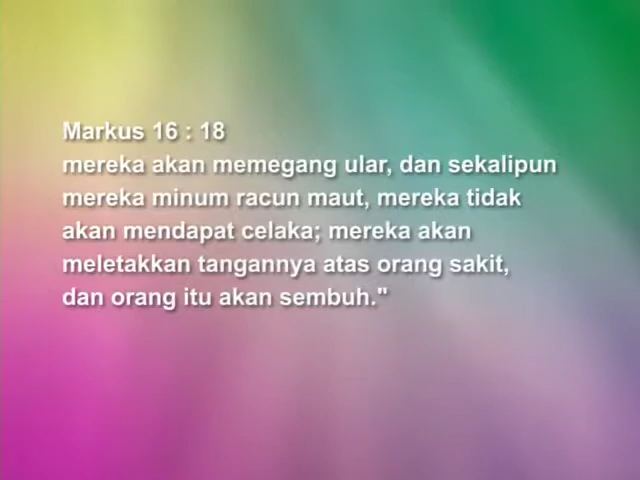 Markus 16 : 18
mereka akan memegang ular, dan sekalipun
mereka minum racun maut, mereka tidak
akan mendapat celaka; mereka akan
meletakkan tangannya atas orang sakit,
dan orang itu akan sembuh."